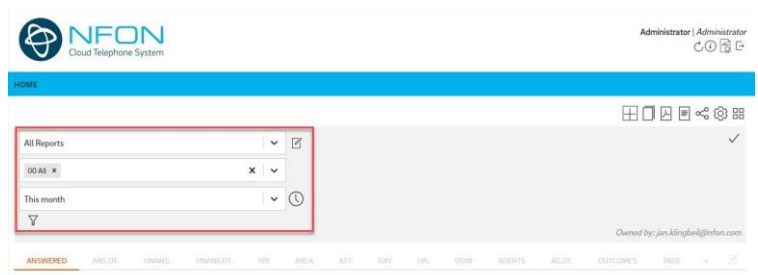 NFON
Cloud Telephone System
Administrator | Administrator
HOME
All Reports
00 All ×
This month
Owned by: jan.klingbeil@nfon.com
ANSWERED ANS.DT. UNANS. UNANS.DT. IVR AREA ATT. DAY HR. DOW AGENTS AG.DT. OUTCOMES TAGS +